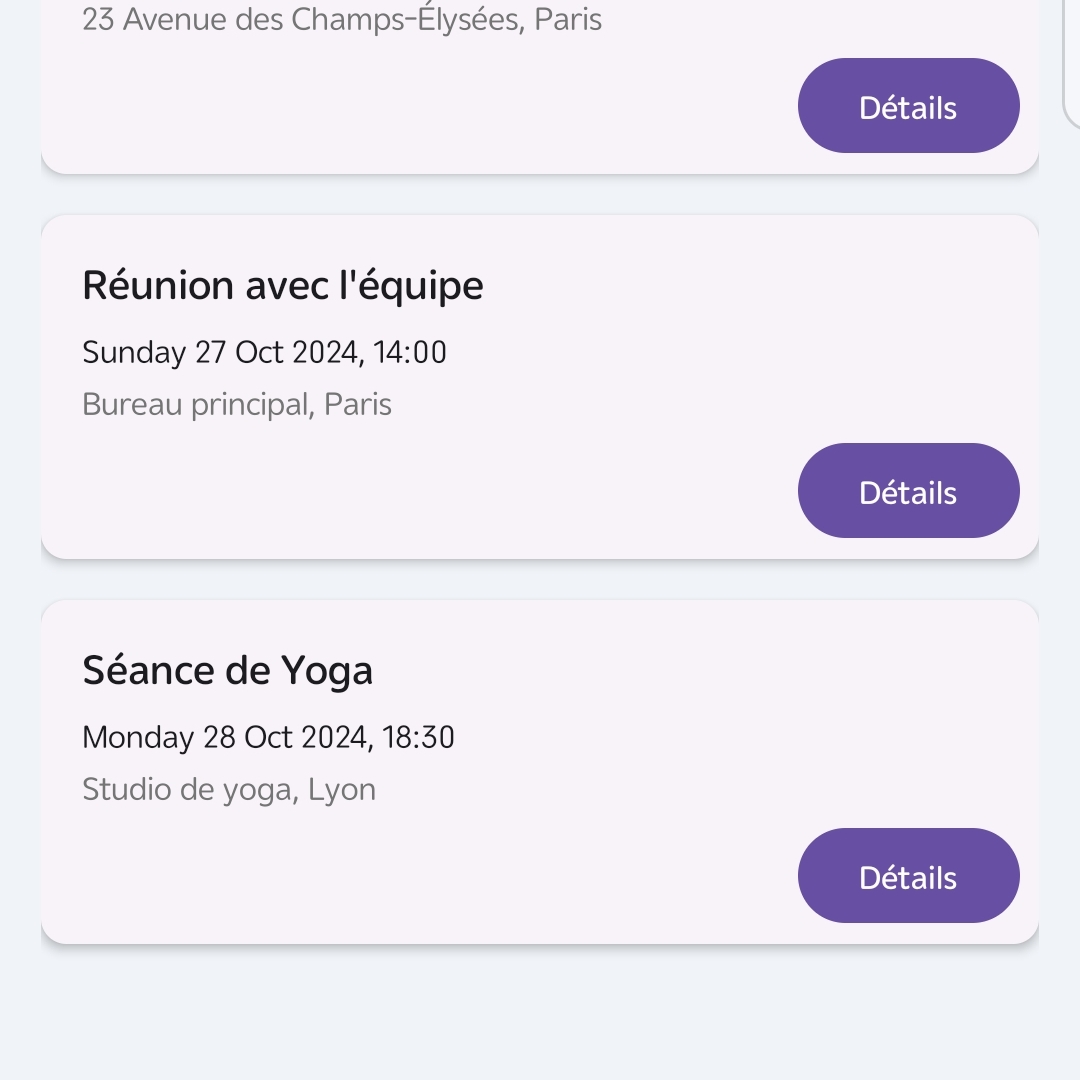 23 Avenue des Champs-Élysées, Paris
Détails
Réunion avec l'équipe
Sunday 27 Oct 2024, 14:00
Bureau principal, Paris
Détails
Séance de Yoga
Monday 28 Oct 2024, 18:30
Studio de yoga, Lyon
Détails